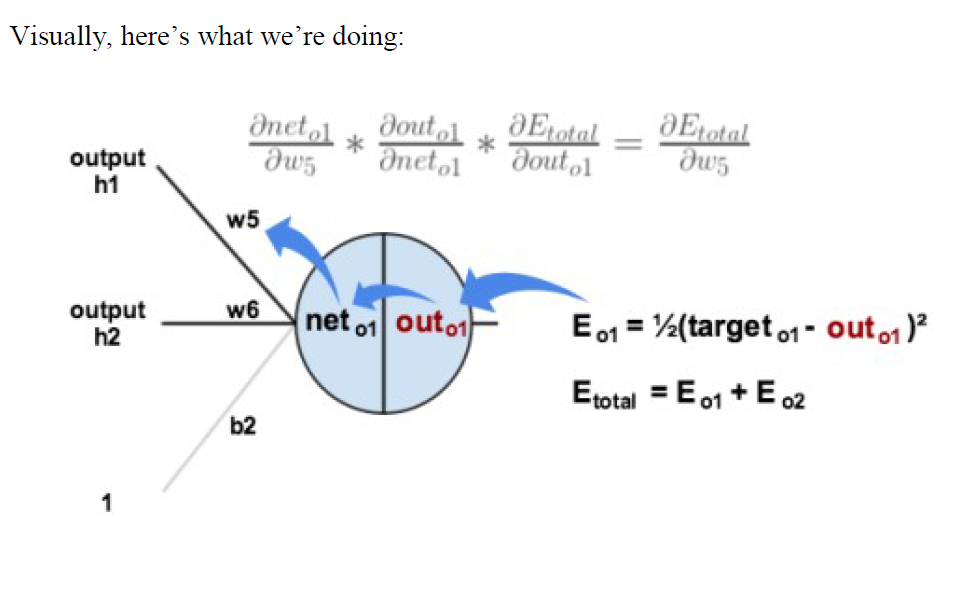 Visually, here’s what we’re doing:
∂net_o1/∂w5 * ∂out_o1/∂net_o1 * ∂E_total/∂out_o1 = ∂E_total/∂w5
output
h1
w5
output
h2
w6
net o1 out o1
E o1 = ½(target o1 - out o1)²
E total = E o1 + E o2
b2
1